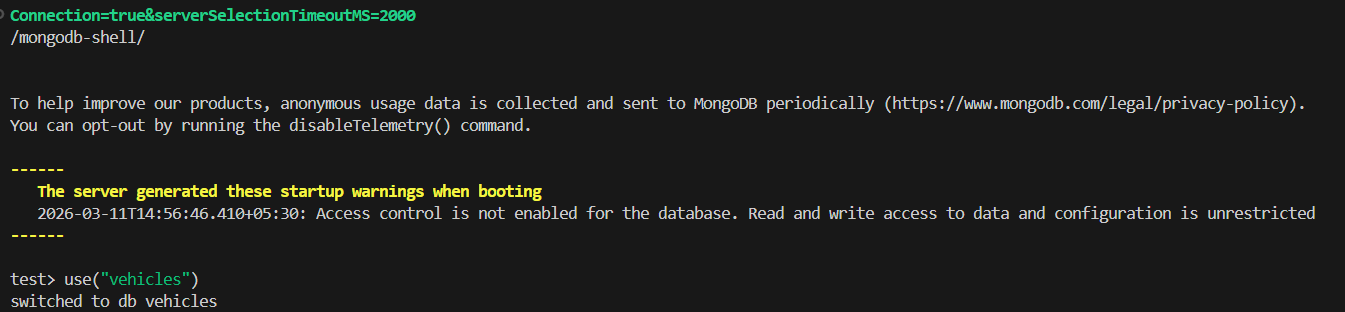 Connection=true&serverSelectionTimeoutMS=2000
/mongodb-shell/
To help improve our products, anonymous usage data is collected and sent to MongoDB periodically (https://www.mongodb.com/legal/privacy-policy).
You can opt-out by running the disableTelemetry() command.
------
The server generated these startup warnings when booting
2026-03-11T14:56:46.410+05:30: Access control is not enabled for the database. Read and write access to data and configuration is unrestricted
------
test> use("vehicles")
switched to db vehicles